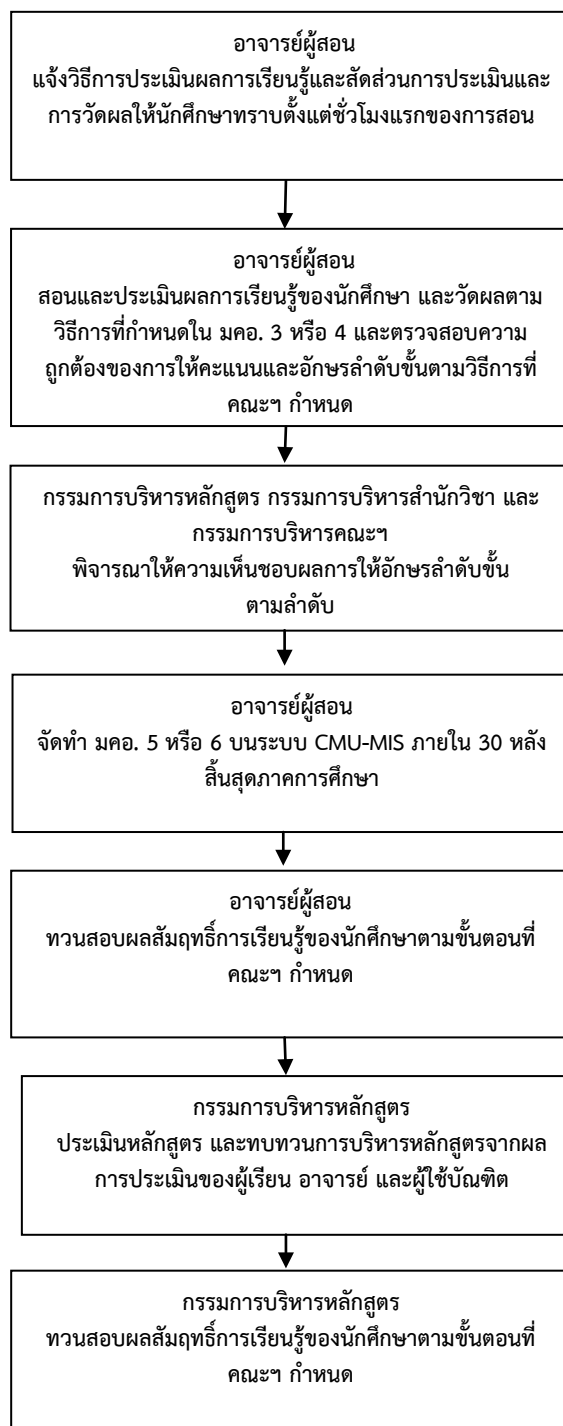 อาจารย์ผู้สอน
แจ้งวิธีการประเมินผลการเรียนรู้และสัดส่วนการประเมินและ
การวัดผลให้นักศึกษาทราบตั้งแต่ชั่วโมงแรกของการสอน
อาจารย์ผู้สอน
สอนและประเมินผลการเรียนรู้ของนักศึกษา และวัดผลตาม
วิธีการที่กำหนดใน มคอ. 3 หรือ 4 และตรวจสอบความ
ถูกต้องของการให้คะแนนและอักษรลำดับขั้นตามวิธีการที่
คณะฯ กำหนด
กรรมการบริหารหลักสูตร กรรมการบริหารสำนักวิชา และ
กรรมการบริหารคณะฯ
พิจารณาให้ความเห็นชอบผลการให้อักษรลำดับขั้น
ตามลำดับ
อาจารย์ผู้สอน
จัดทำ มคอ. 5 หรือ 6 บนระบบ CMU-MIS ภายใน 30 หลัง
สิ้นสุดภาคการศึกษา
อาจารย์ผู้สอน
ทวนสอบผลสัมฤทธิ์การเรียนรู้ของนักศึกษาตามขั้นตอนที่
คณะฯ กำหนด
กรรมการบริหารหลักสูตร
ประเมินหลักสูตร และทบทวนการบริหารหลักสูตรจากผล
การประเมินของผู้เรียน อาจารย์ และผู้ใช้บัณฑิต
กรรมการบริหารหลักสูตร
ทวนสอบผลสัมฤทธิ์การเรียนรู้ของนักศึกษาตามขั้นตอนที่
คณะฯ กำหนด